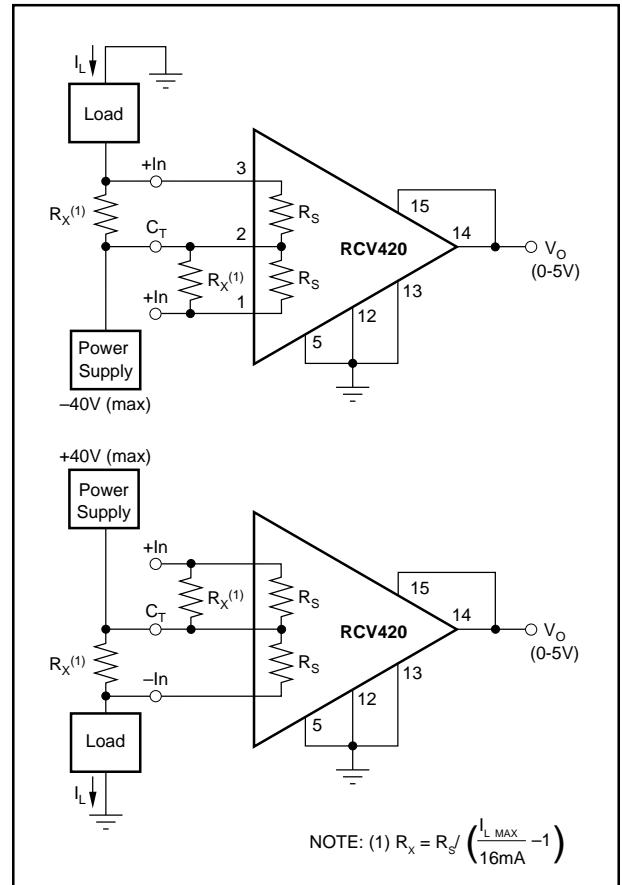 I_L
Load
+In
3
R_X^(1)
R_S
15
14
C_T
2
RCV420
V_O
(0-5V)
R_X^(1)
R_S
13
+In
1
12
5
Power
Supply
–40V (max)
+40V (max)
Power
Supply
+In
15
R_X^(1)
R_S
14
C_T
RCV420
V_O
(0-5V)
R_X^(1)
R_S
13
–In
12
5
Load
I_L
NOTE: (1) R_X = R_S/ (I_L MAX/16mA –1)